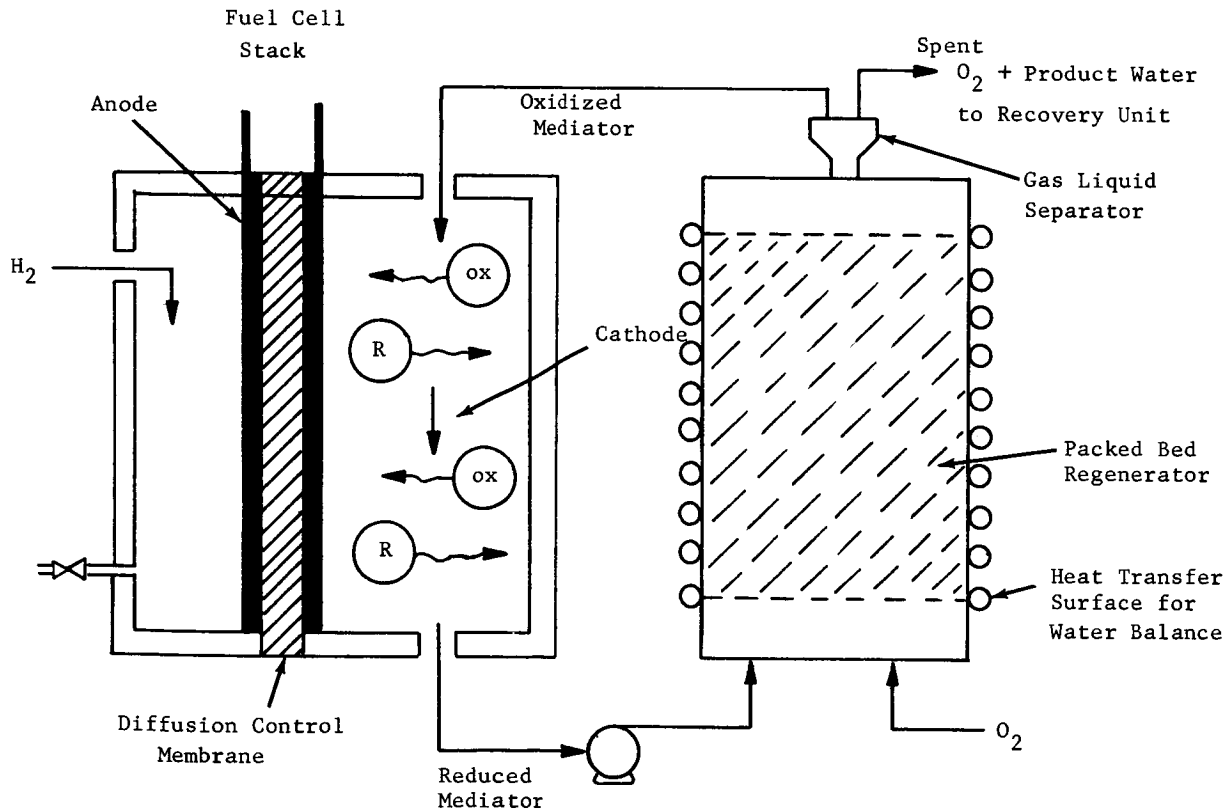 Fuel Cell
Stack
Anode
H2
Oxidized
Mediator
Spent
O2 + Product Water
to Recovery Unit
Gas Liquid
Separator
ox
R
Cathode
ox
R
Packed Bed
Regenerator
Heat Transfer
Surface for
Water Balance
Diffusion Control
Membrane
Reduced
Mediator
O2